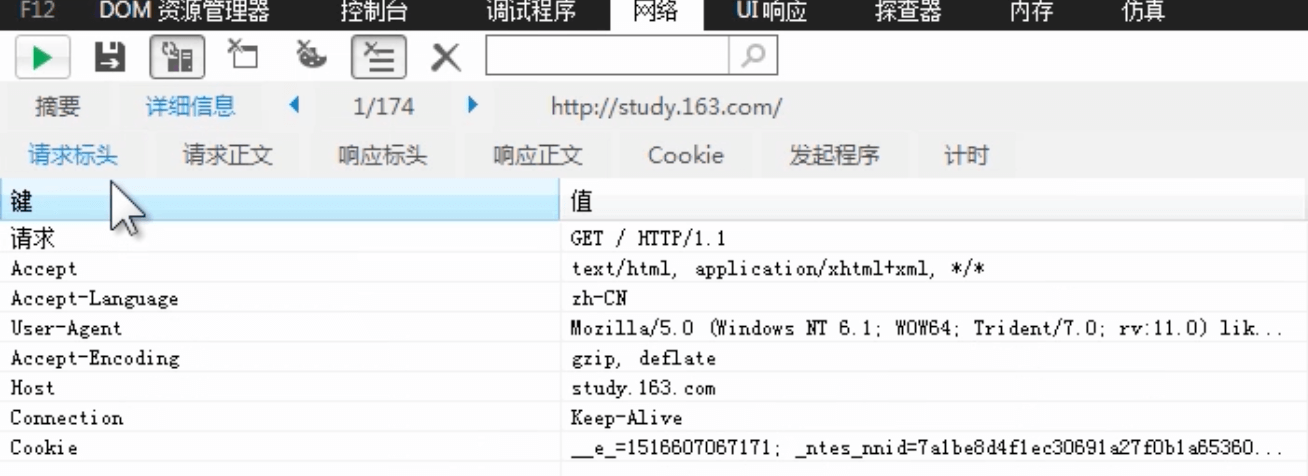 F12 DOM 资源管理器 控制台 调试程序 网络 UI 响应 探查器 内存 仿真
摘要 详细信息 1/174 http://study.163.com/
请求标头 请求正文 响应标头 响应正文 Cookie 发起程序 计时
键 值
请求 GET / HTTP/1.1
Accept text/html, application/xhtml+xml, */*
Accept-Language zh-CN
User-Agent Mozilla/5.0 (Windows NT 6.1; WOW64; Trident/7.0; rv:11.0) lik...
Accept-Encoding gzip, deflate
Host study.163.com
Connection Keep-Alive
Cookie __e_=1516607067171; _ntes_nnid=7a1be8d4f1ec30691a27f0b1a65360...